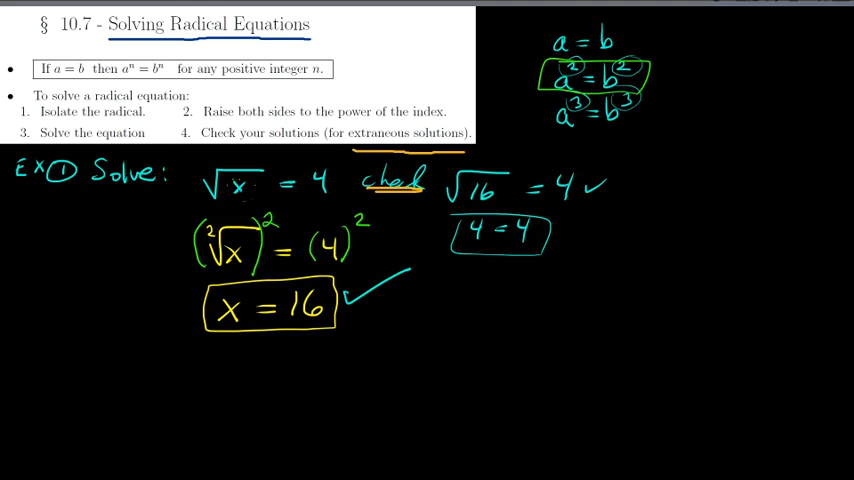 § 10.7 - Solving Radical Equations
• If a = b then aⁿ = bⁿ for any positive integer n.
• To solve a radical equation:
1. Isolate the radical. 2. Raise both sides to the power of the index.
3. Solve the equation 4. Check your solutions (for extraneous solutions).
a = b
a² = b²
a³ = b³
Ex ① Solve: √x = 4 check √16 = 4 ✓
(²√x)² = (4)²
4 = 4
x = 16 ✓